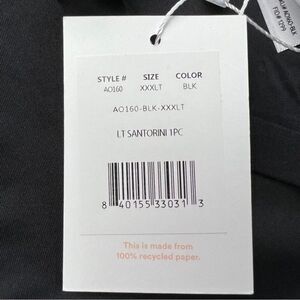 STYLE # SIZE COLOR
AO160 XXXLT BLK
AO160-BLK-XXXLT
LT SANTORINI 1PC
8 40155 33031 3
This is made from
100% recycled paper.